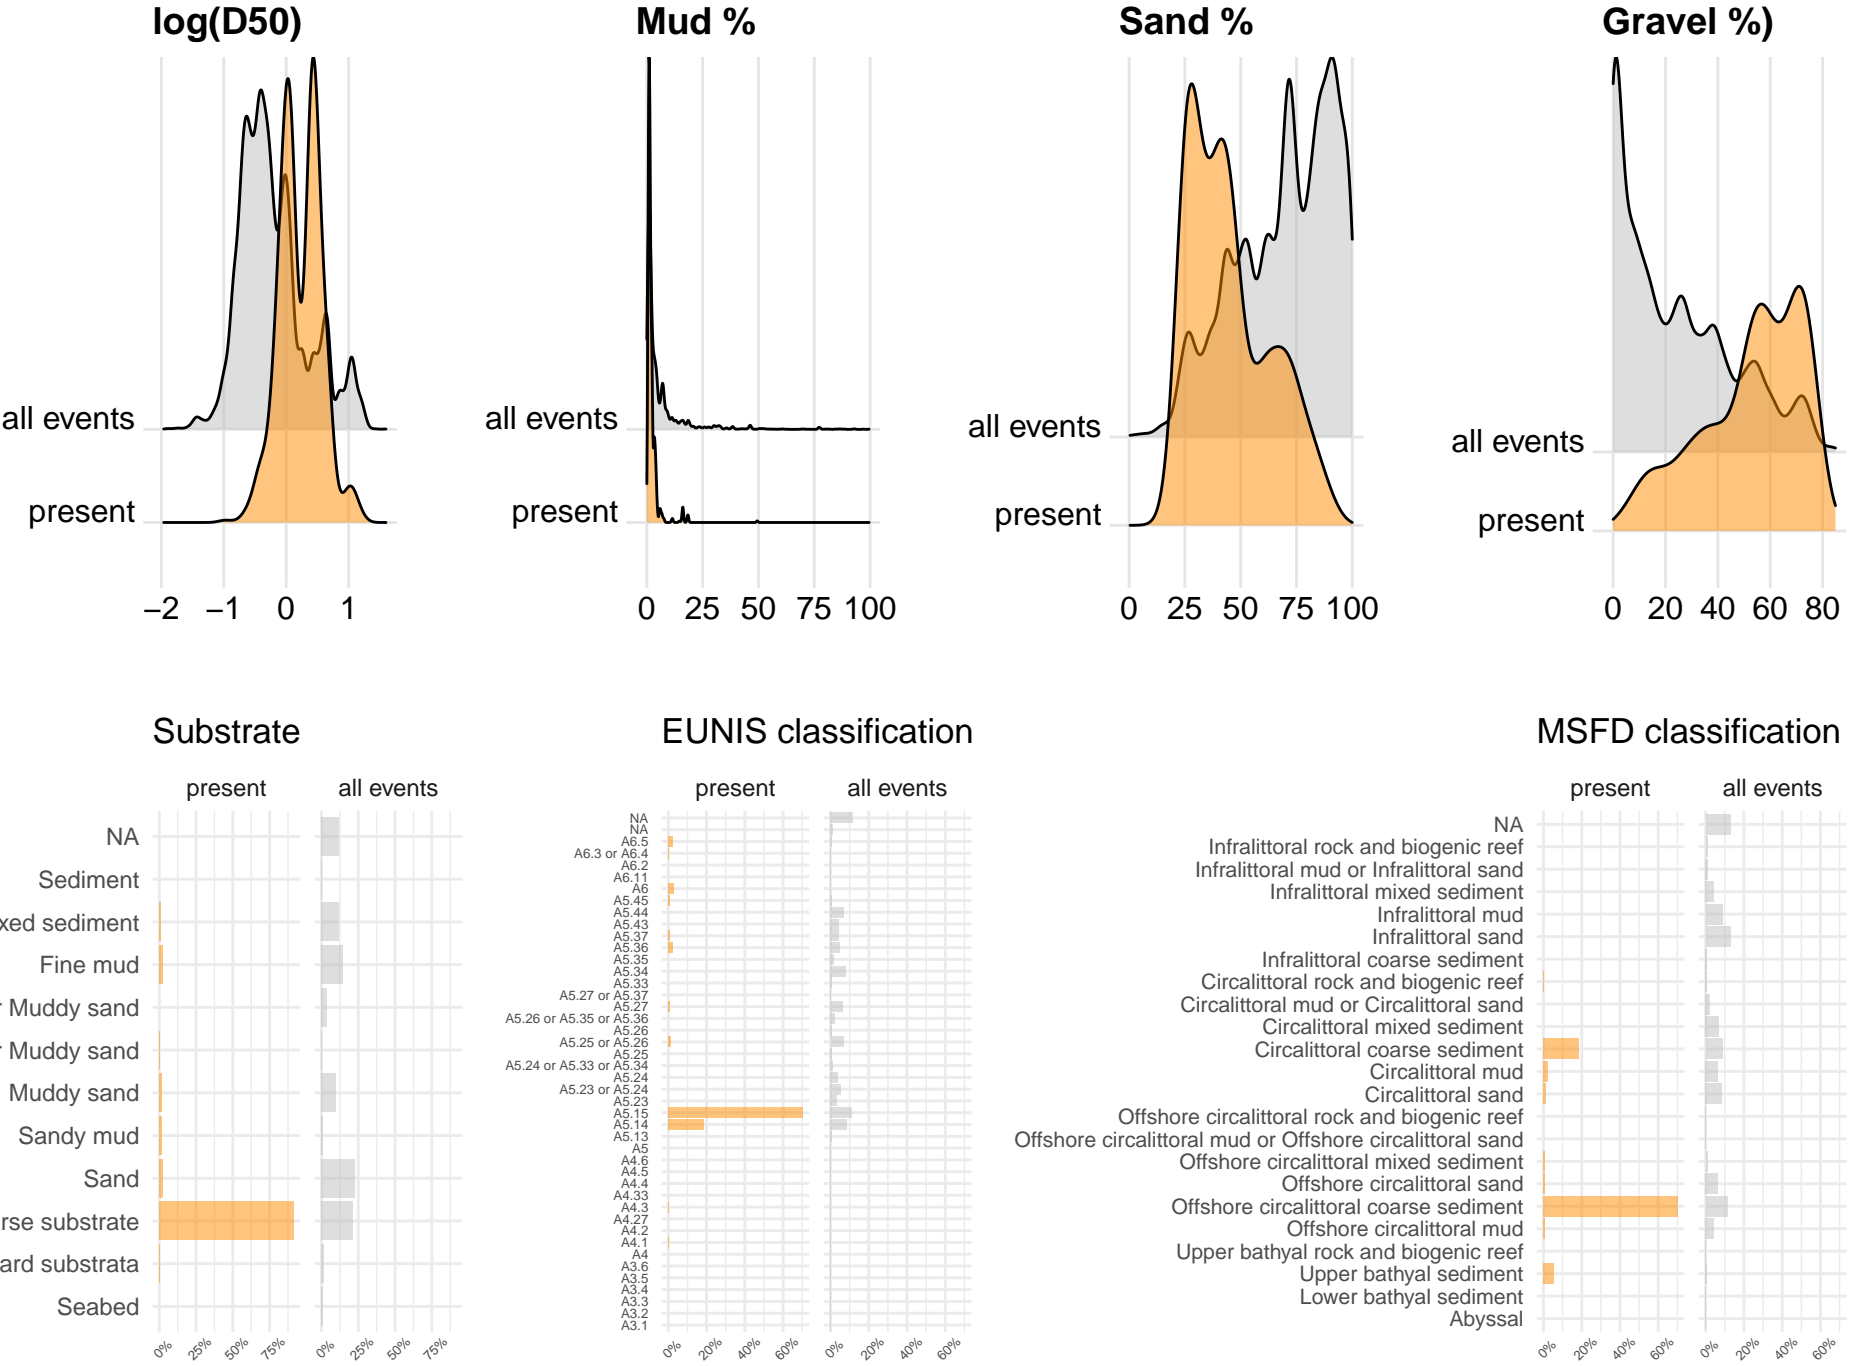 log(D50)
Mud %
Sand %
Gravel %)
all events
present
−2 −1 0 1
all events
present
0 25 50 75 100
all events
present
0 25 50 75 100
all events
present
0 20 40 60 80
Substrate
present all events
NA
Sediment
xed sediment
Fine mud
r Muddy sand
r Muddy sand
Muddy sand
Sandy mud
Sand
rse substrate
ard substrata
Seabed
0% 25% 50% 75% 0% 25% 50% 75%
EUNIS classification
present all events
NA
NA
A6.5
A6.3 or A6.4
A6.2
A6.11
A6
A5.45
A5.44
A5.43
A5.37
A5.36
A5.35
A5.34
A5.33
A5.27 or A5.37
A5.27
A5.26 or A5.35 or A5.36
A5.26
A5.25 or A5.26
A5.25
A5.24 or A5.33 or A5.34
A5.24
A5.23 or A5.24
A5.23
A5.15
A5.14
A5.13
A5
A4.6
A4.5
A4.4
A4.33
A4.3
A4.27
A4.2
A4.1
A4
A3.6
A3.5
A3.4
A3.3
A3.2
A3.1
0% 20% 40% 60% 0% 20% 40% 60%
MSFD classification
present all events
NA
Infralittoral rock and biogenic reef
Infralittoral mud or Infralittoral sand
Infralittoral mixed sediment
Infralittoral mud
Infralittoral sand
Infralittoral coarse sediment
Circalittoral rock and biogenic reef
Circalittoral mud or Circalittoral sand
Circalittoral mixed sediment
Circalittoral coarse sediment
Circalittoral mud
Circalittoral sand
Offshore circalittoral rock and biogenic reef
Offshore circalittoral mud or Offshore circalittoral sand
Offshore circalittoral mixed sediment
Offshore circalittoral sand
Offshore circalittoral coarse sediment
Offshore circalittoral mud
Upper bathyal rock and biogenic reef
Upper bathyal sediment
Lower bathyal sediment
Abyssal
0% 20% 40% 60% 0% 20% 40% 60%